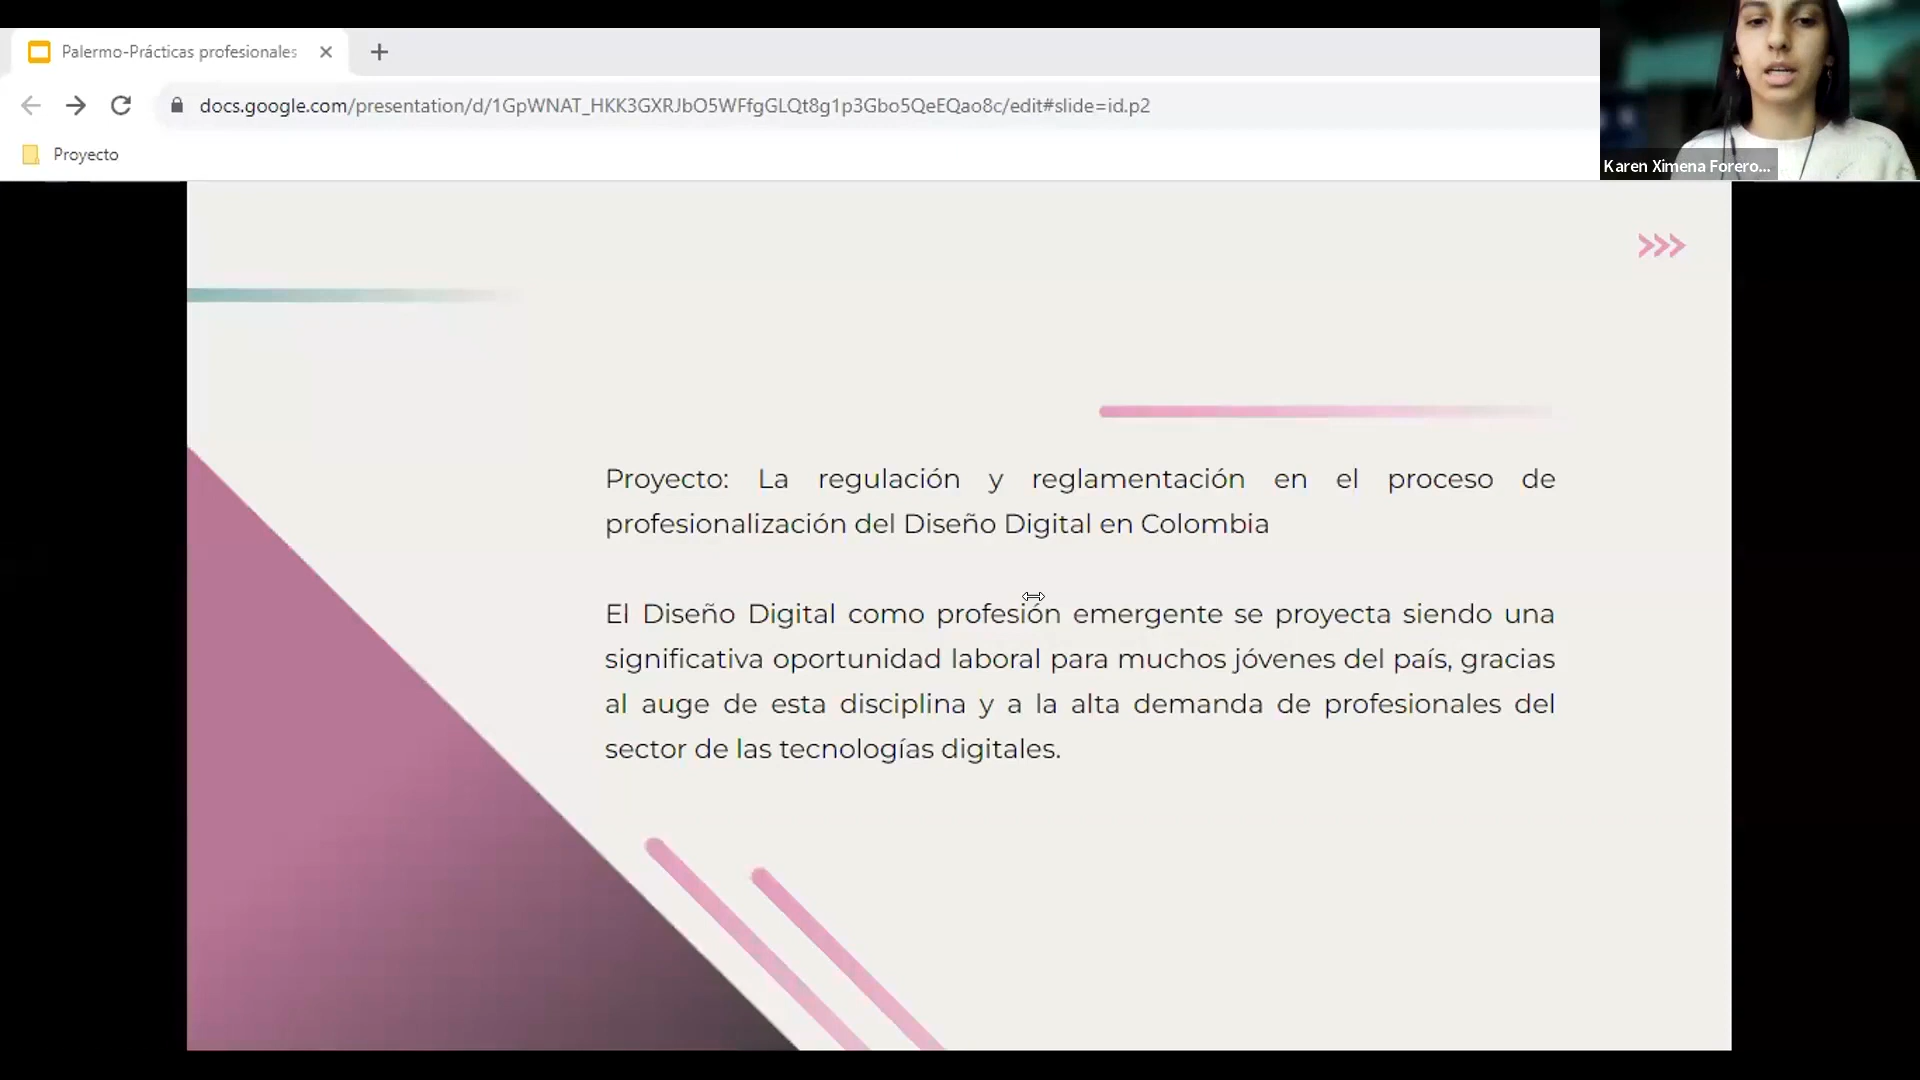 Palermo-Prácticas profesionales
docs.google.com/presentation/d/1GpWNAT_HKK3GXRJbO5WFfgGLQt8g1p3Gbo5QeEQao8c/edit#slide=id.p2
Proyecto
Karen Ximena Forero...
Proyecto: La regulación y reglamentación en el proceso de
profesionalización del Diseño Digital en Colombia
El Diseño Digital como profesión emergente se proyecta siendo una
significativa oportunidad laboral para muchos jóvenes del país, gracias
al auge de esta disciplina y a la alta demanda de profesionales del
sector de las tecnologías digitales.